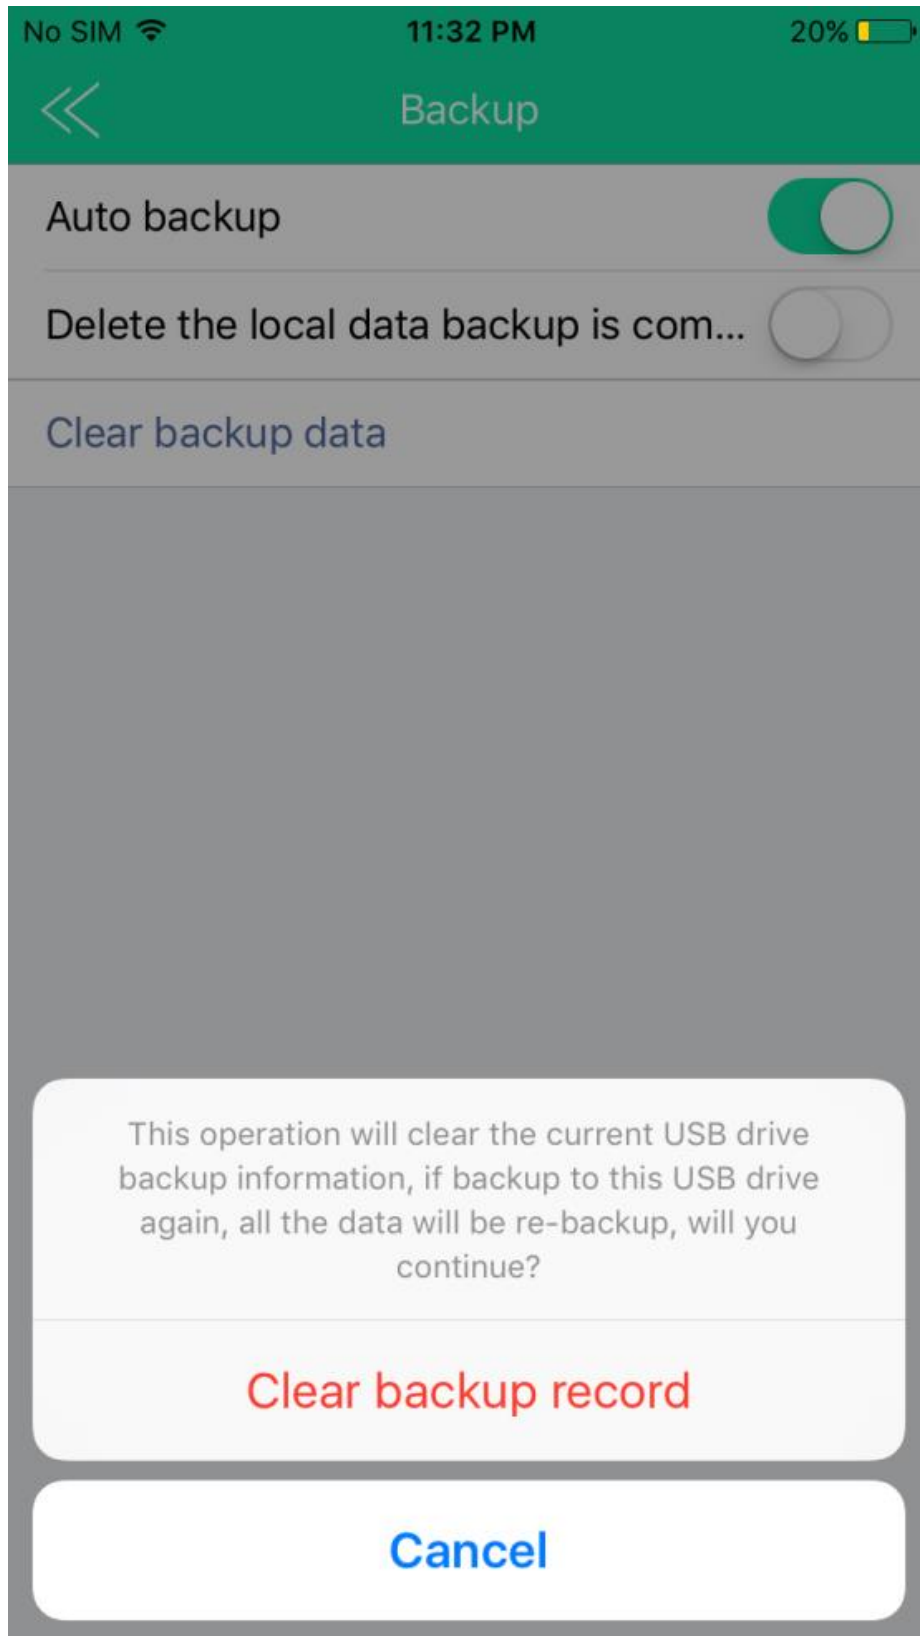 No SIM 11:32 PM 20%
Backup
Auto backup
Delete the local data backup is com...
Clear backup data
This operation will clear the current USB drive
backup information, if backup to this USB drive
again, all the data will be re-backup, will you
continue?
Clear backup record
Cancel